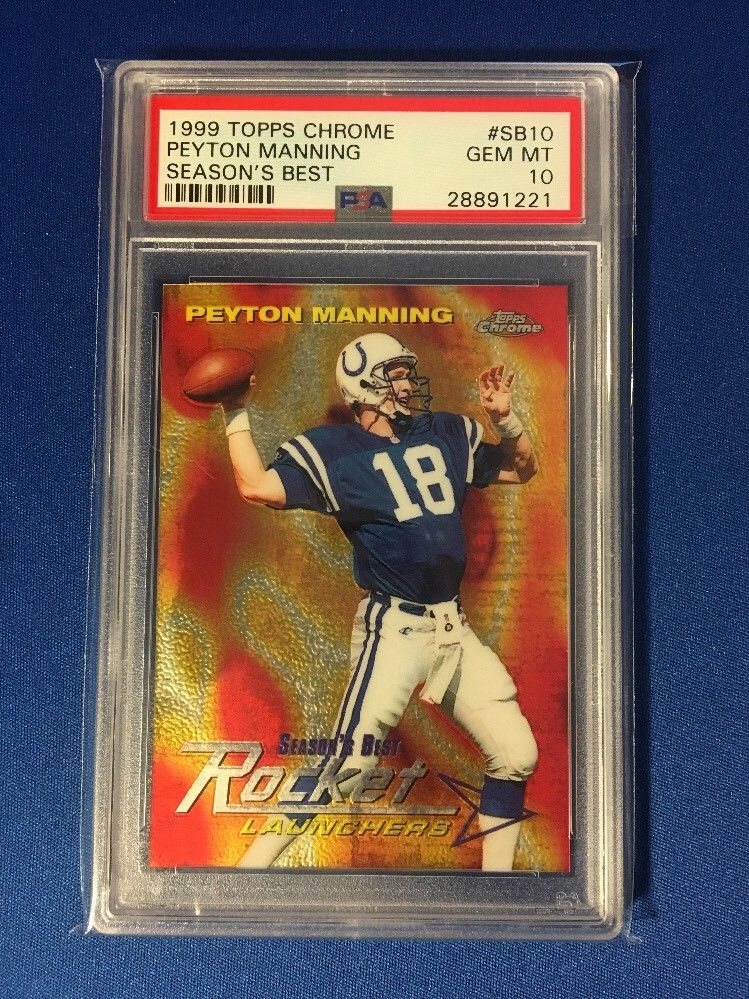 1999 TOPPS CHROME #SB10
PEYTON MANNING GEM MT
SEASON'S BEST 10
PSA 28891221
PEYTON MANNING
Topps Chrome
18
SEASON'S BEST
Rocket
LAUNCHERS